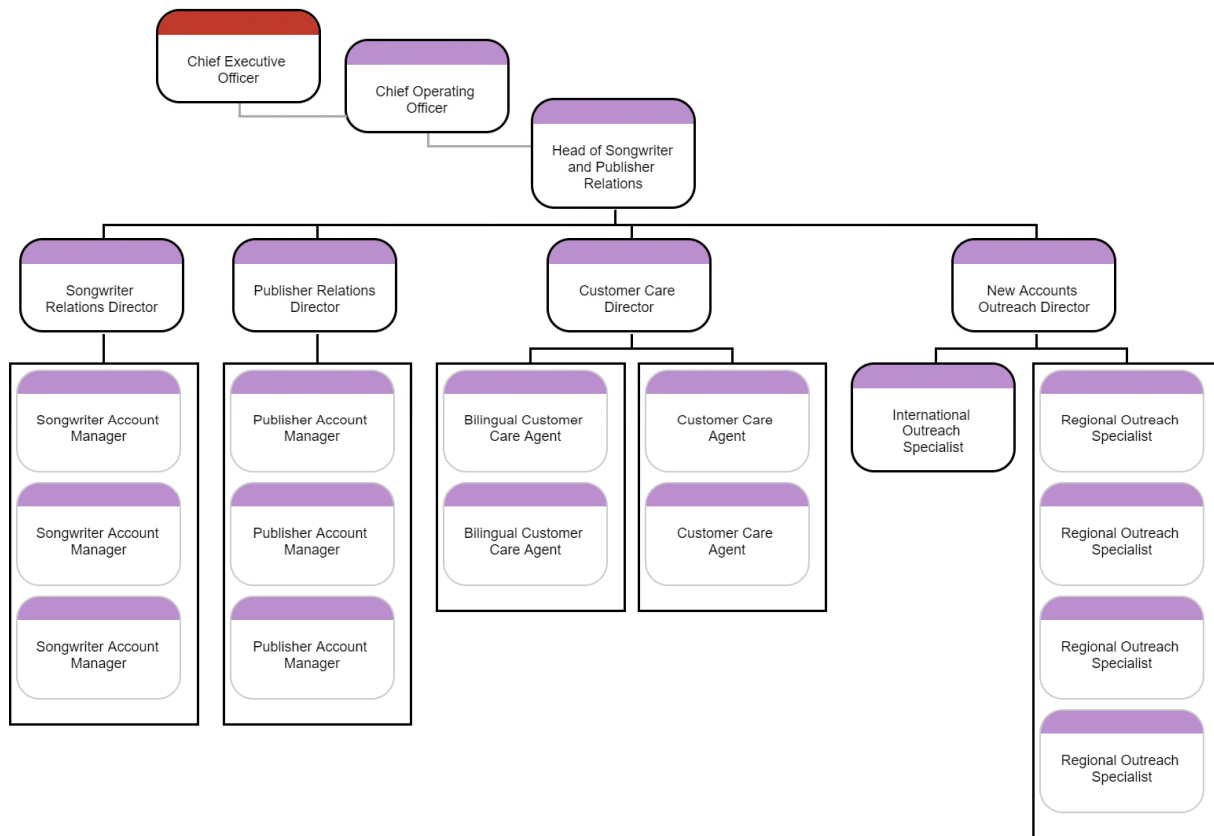 Chief Executive
Officer
Chief Operating
Officer
Head of Songwriter
and Publisher
Relations
Songwriter
Relations Director
Publisher Relations
Director
Customer Care
Director
New Accounts
Outreach Director
Songwriter Account
Manager
Songwriter Account
Manager
Songwriter Account
Manager
Publisher Account
Manager
Publisher Account
Manager
Publisher Account
Manager
Bilingual Customer
Care Agent
Bilingual Customer
Care Agent
Customer Care
Agent
Customer Care
Agent
International
Outreach
Specialist
Regional Outreach
Specialist
Regional Outreach
Specialist
Regional Outreach
Specialist
Regional Outreach
Specialist